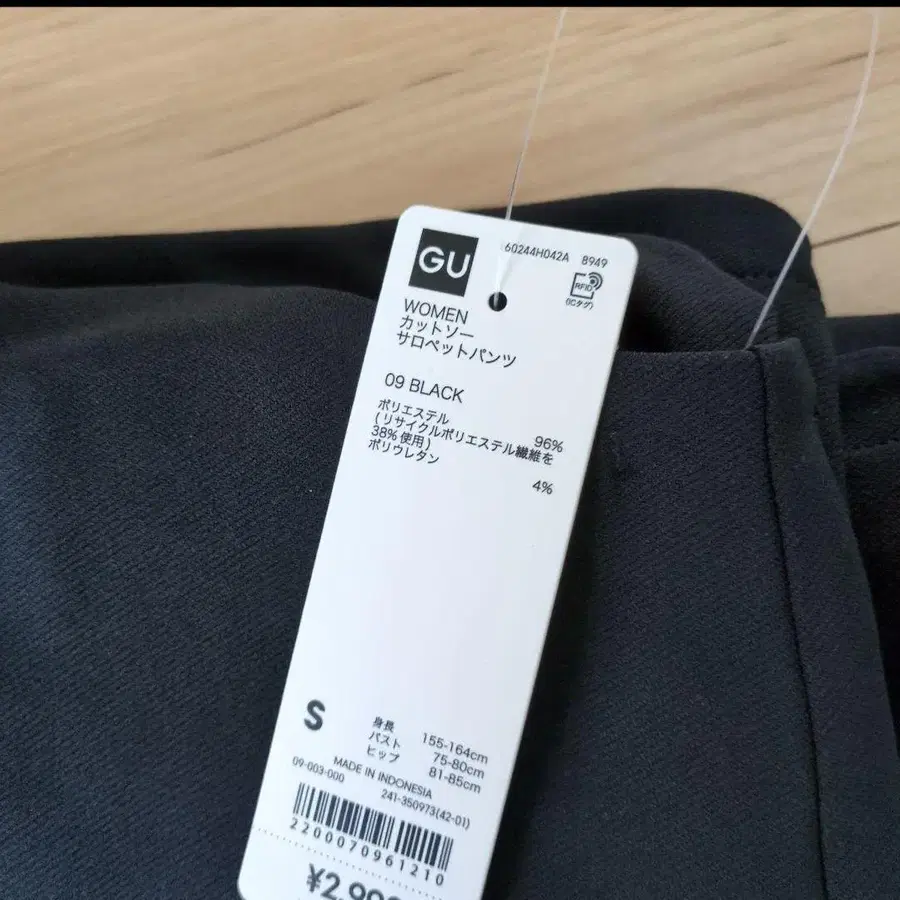 GU
60244H042A 8949
RFID
(ICタグ)
WOMEN
カットソー
サロペットパンツ
09 BLACK
ポリエステル 96%
(リサイクルポリエステル繊維を
38%使用)
ポリウレタン 4%
S
身長 155-164cm
バスト 75-80cm
ヒップ 81-85cm
MADE IN INDONESIA
09-003-000 241-350973(42-01)
2200070961210